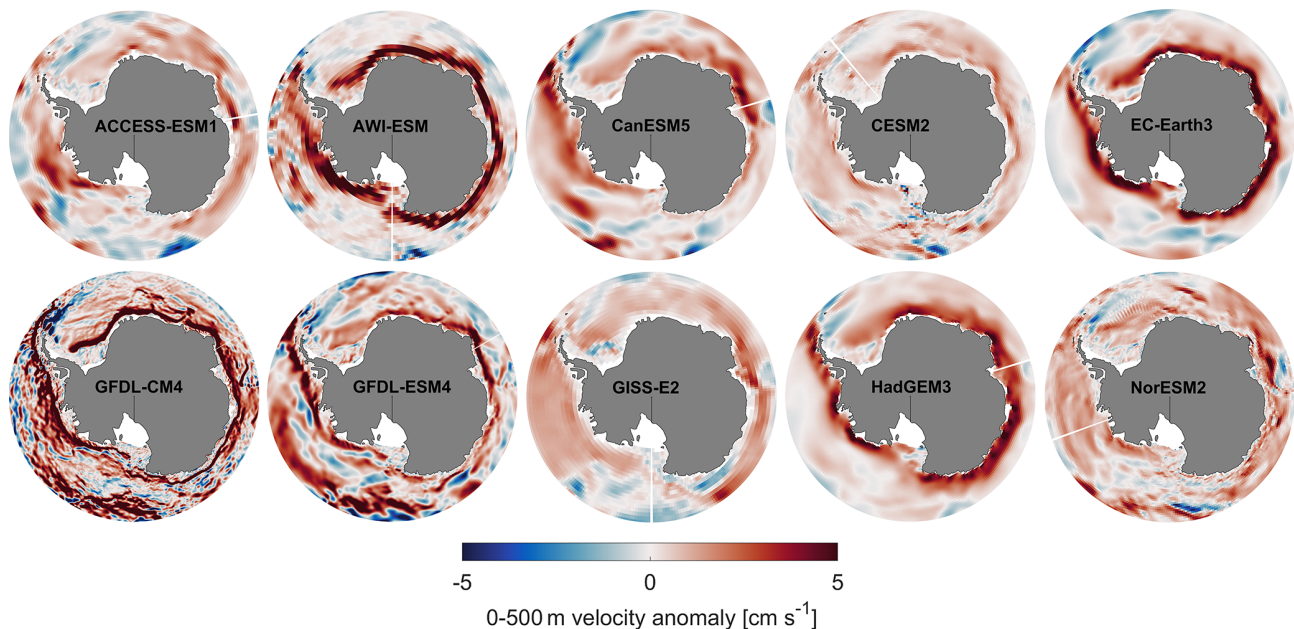 ACCESS-ESM1
AWI-ESM
CanESM5
CESM2
EC-Earth3
GFDL-CM4
GFDL-ESM4
GISS-E2
HadGEM3
NorESM2
-5
0
5
0-500 m velocity anomaly [cm s⁻¹]